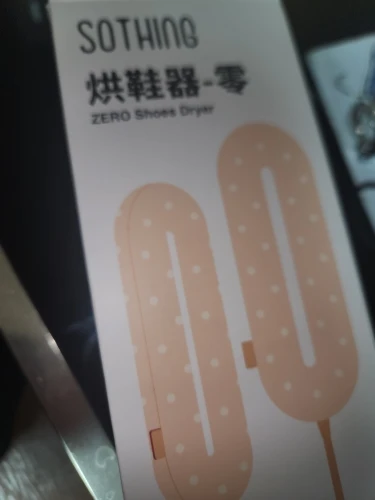 SOTHING
烘鞋器-零
ZERO Shoes Dryer